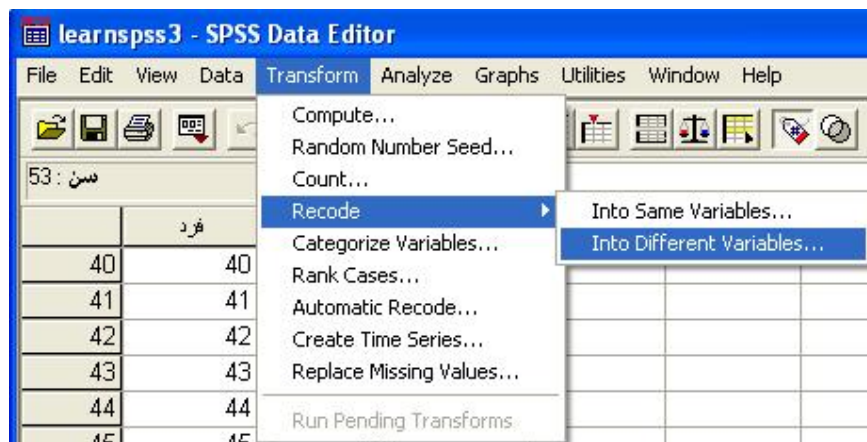 learnspss3 - SPSS Data Editor
File Edit View Data Transform Analyze Graphs Utilities Window Help
Compute...
Random Number Seed...
Count...
Recode
Categorize Variables...
Rank Cases...
Automatic Recode...
Create Time Series...
Replace Missing Values...
Run Pending Transforms
Into Same Variables...
Into Different Variables...
53 : سن
فرد
40 40
41 41
42 42
43 43
44 44
45 45